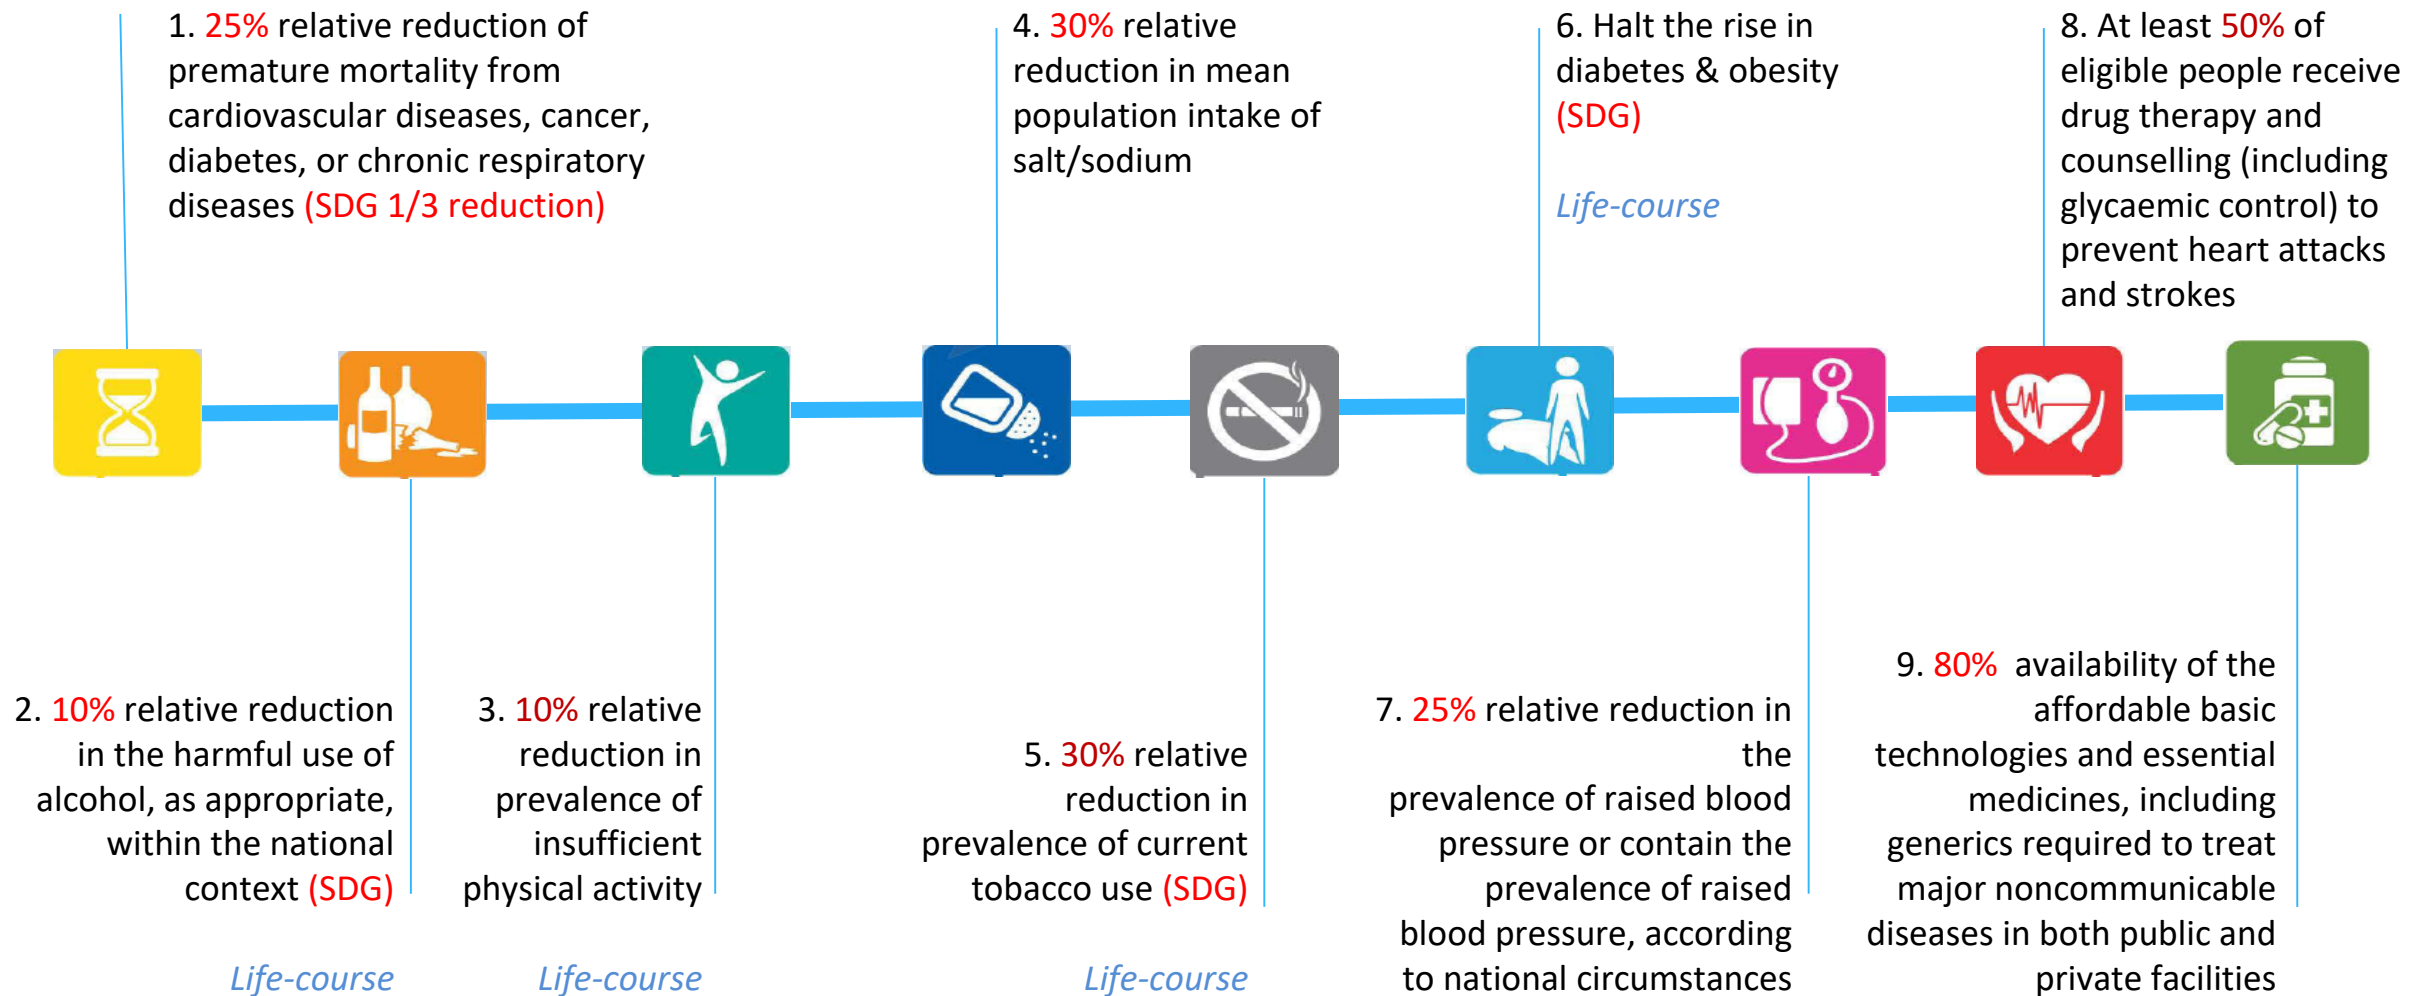 1. 25% relative reduction of
premature mortality from
cardiovascular diseases, cancer,
diabetes, or chronic respiratory
diseases (SDG 1/3 reduction)
4. 30% relative
reduction in mean
population intake of
salt/sodium
6. Halt the rise in
diabetes & obesity
(SDG)
Life-course
8. At least 50% of
eligible people receive
drug therapy and
counselling (including
glycaemic control) to
prevent heart attacks
and strokes
2. 10% relative reduction
in the harmful use of
alcohol, as appropriate,
within the national
context (SDG)
Life-course
3. 10% relative
reduction in
prevalence of
insufficient
physical activity
Life-course
5. 30% relative
reduction in
prevalence of current
tobacco use (SDG)
Life-course
7. 25% relative reduction in
the
prevalence of raised blood
pressure or contain the
prevalence of raised
blood pressure, according
to national circumstances
9. 80% availability of the
affordable basic
technologies and essential
medicines, including
generics required to treat
major noncommunicable
diseases in both public and
private facilities